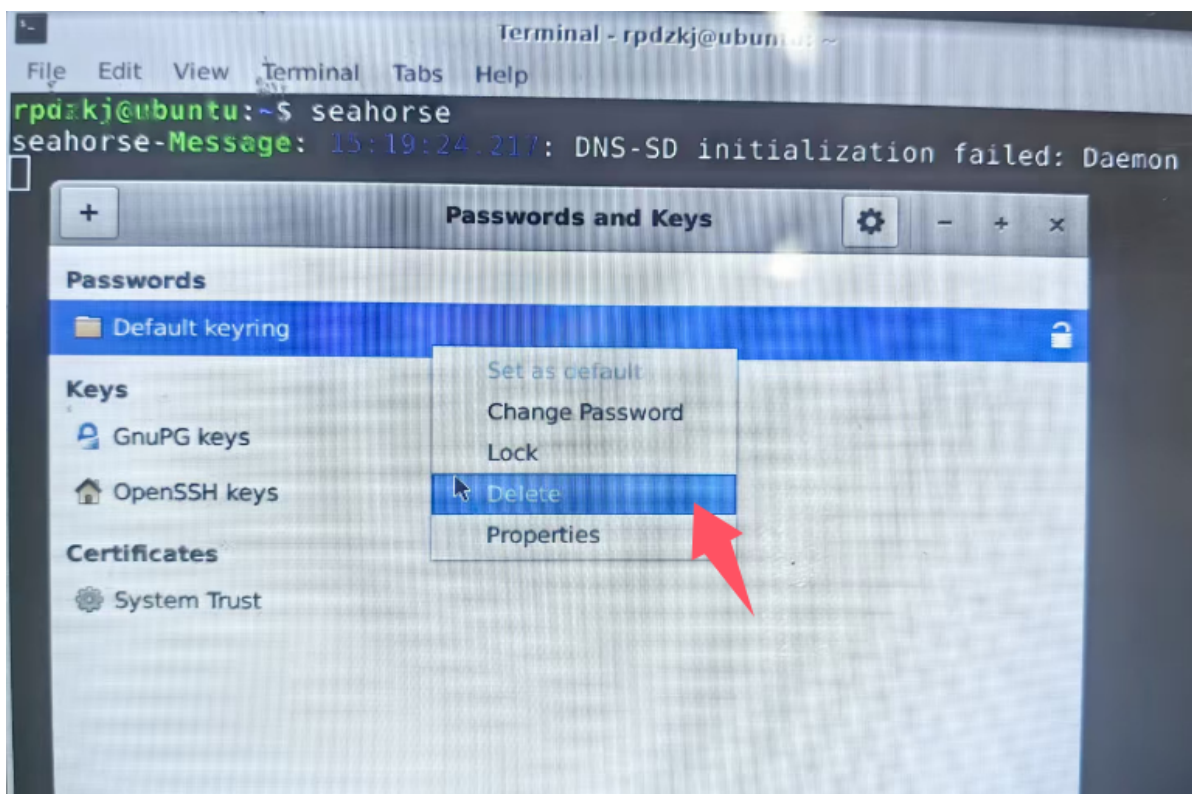 Terminal - rpdzkj@ubuntu: ~
File Edit View Terminal Tabs Help
rpdzkj@ubuntu:~$ seahorse
seahorse-Message: 15:19:24.217: DNS-SD initialization failed: Daemon
+ Passwords and Keys - + ×
Passwords
Default keyring
Set as default
Keys
Change Password
GnuPG keys
Lock
OpenSSH keys
Delete
Properties
Certificates
System Trust